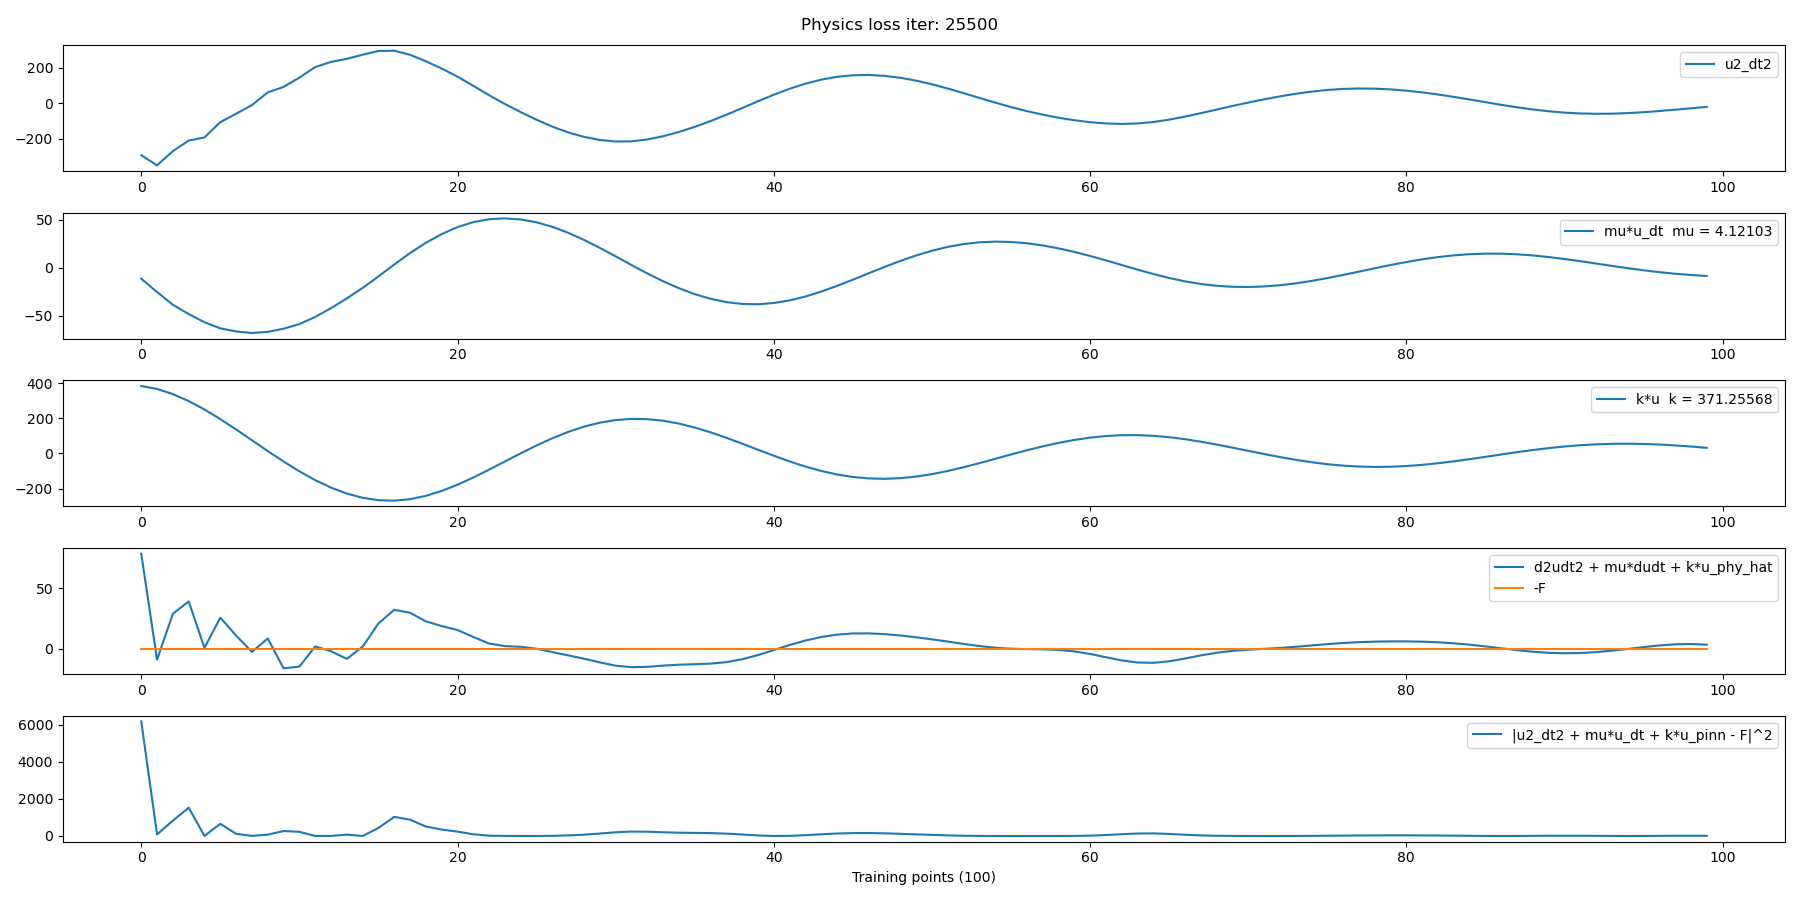 Physics loss iter: 25500
200
0
−200
u2_dt2
0 20 40 60 80 100
50
0
−50
mu*u_dt  mu = 4.12103
0 20 40 60 80 100
400
200
0
−200
k*u  k = 371.25568
0 20 40 60 80 100
50
0
d2udt2 + mu*dudt + k*u_phy_hat
-F
0 20 40 60 80 100
6000
4000
2000
0
|u2_dt2 + mu*u_dt + k*u_pinn - F|^2
0 20 40 60 80 100
Training points (100)